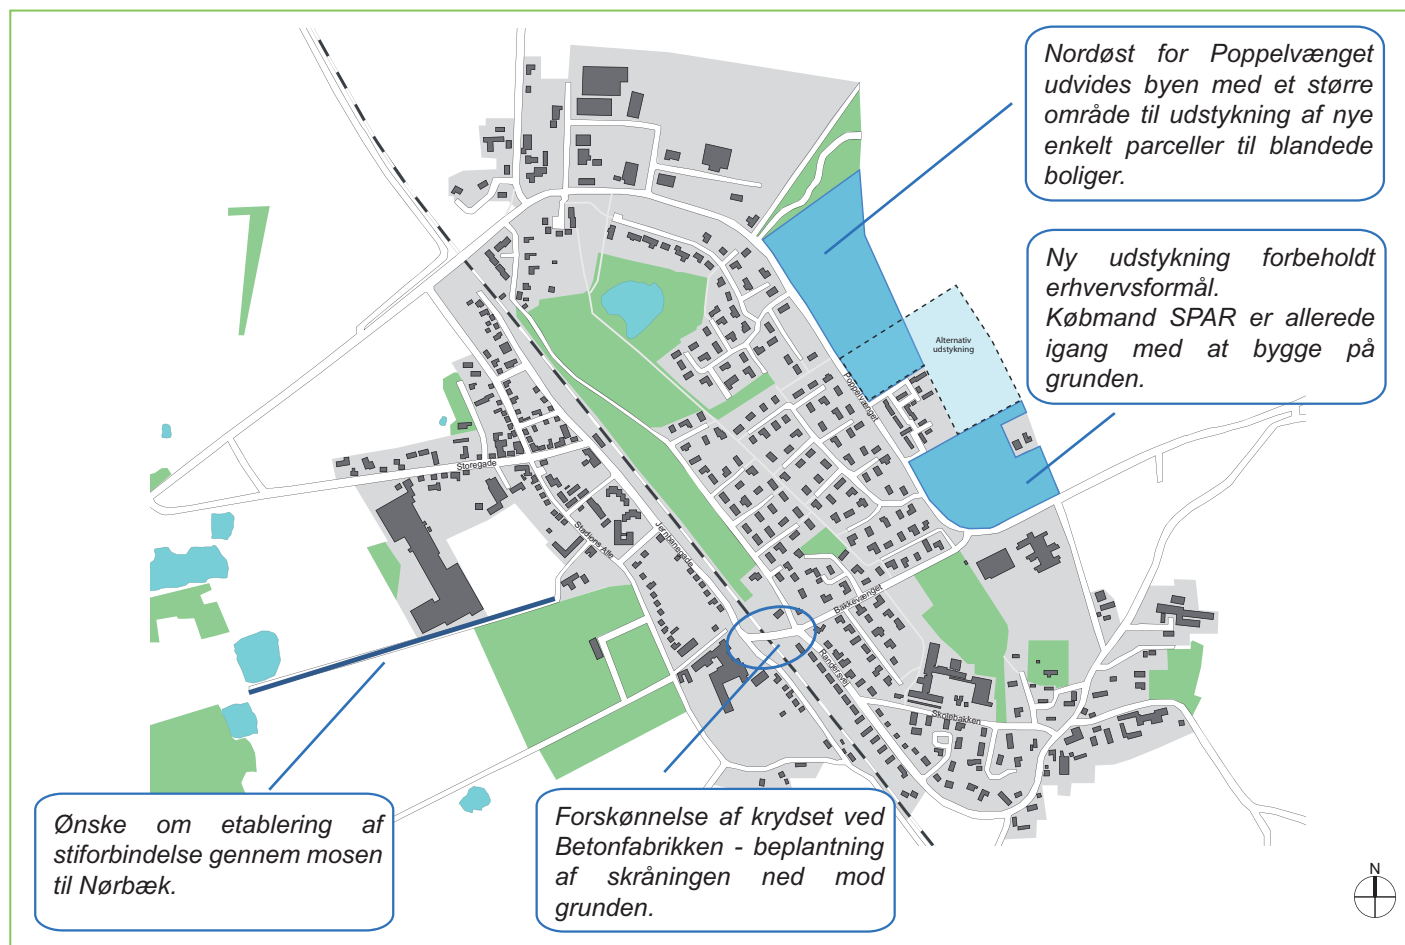 Nordøst for Poppelvænget
udvides byen med et større
område til udstykning af nye
enkelt parceller til blandede
boliger.
Ny udstykning forbeholdt
erhvervsformål.
Købmand SPAR er allerede
igang med at bygge på
grunden.
Alternativ
udstykning
Poppelvænget
Storegade
Stadions Alle
Jernbanegade
Bakkevænget
Randersvej
Skolebakken
Ønske om etablering af
stiforbindelse gennem mosen
til Nørbæk.
Forskønnelse af krydset ved
Betonfabrikken - beplantning
af skråningen ned mod
grunden.
N